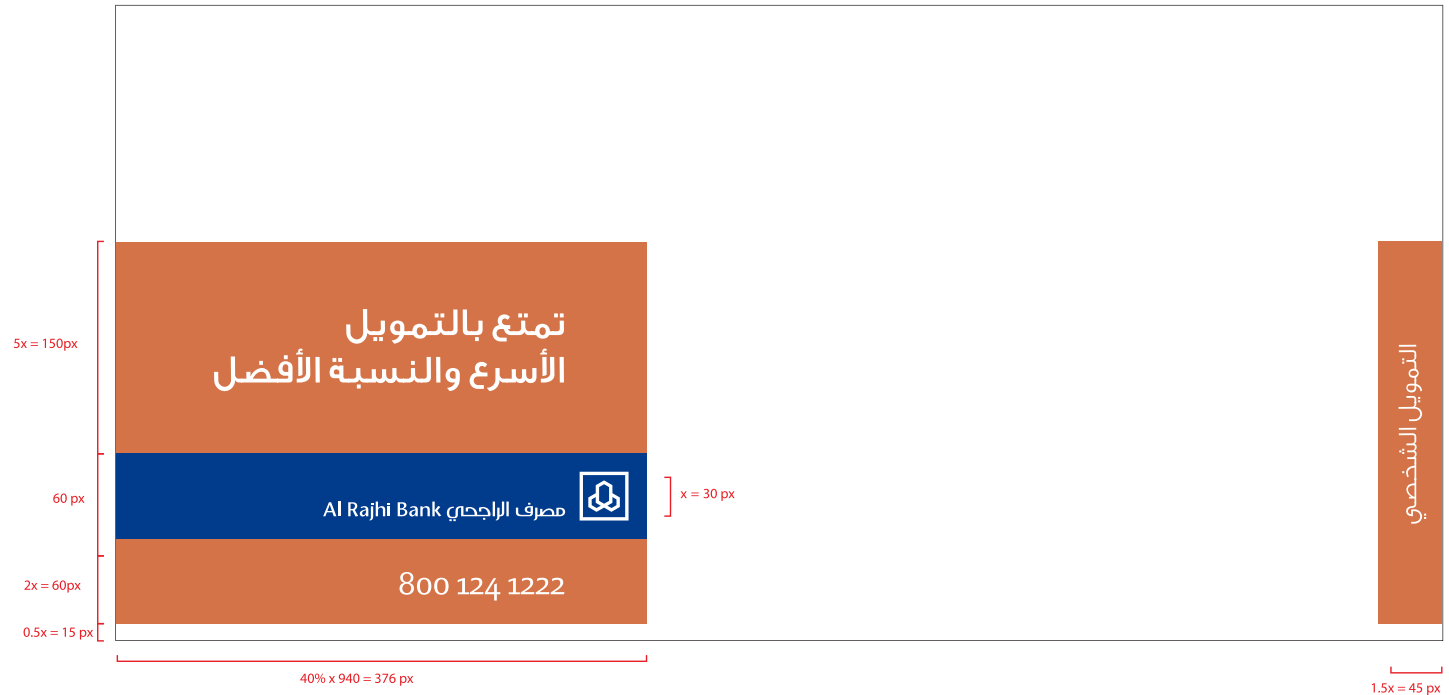 تمتع بالتمويل
الأسرع والنسبة الأفضل
مصرف الراجحي Al Rajhi Bank
800 124 1222
التمويل الشخصي
5x = 150px
60 px
2x = 60px
0.5x = 15 px
x = 30 px
40% x 940 = 376 px
1.5x = 45 px